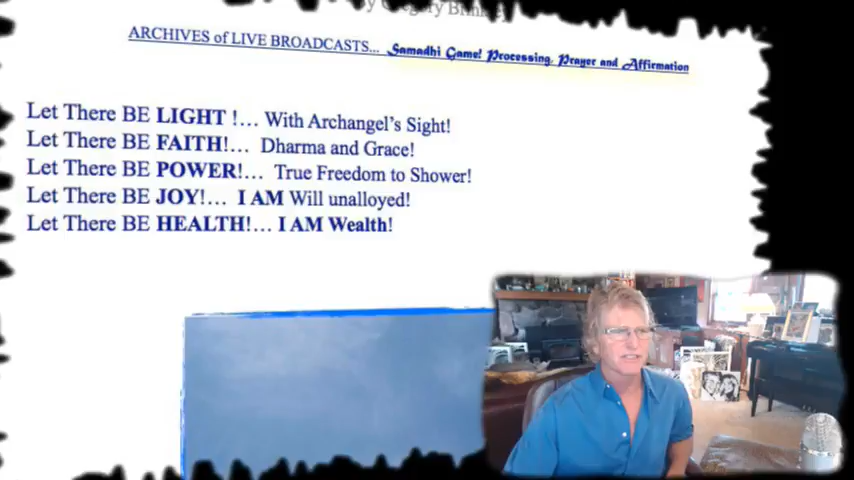 ARCHIVES of LIVE BROADCASTS... Samadhi Game! Processing, Prayer and Affirmation
Let There BE LIGHT !... With Archangel's Sight!
Let There BE FAITH!... Dharma and Grace!
Let There BE POWER!... True Freedom to Shower!
Let There BE JOY!... I AM Will unalloyed!
Let There BE HEALTH!... I AM Wealth!